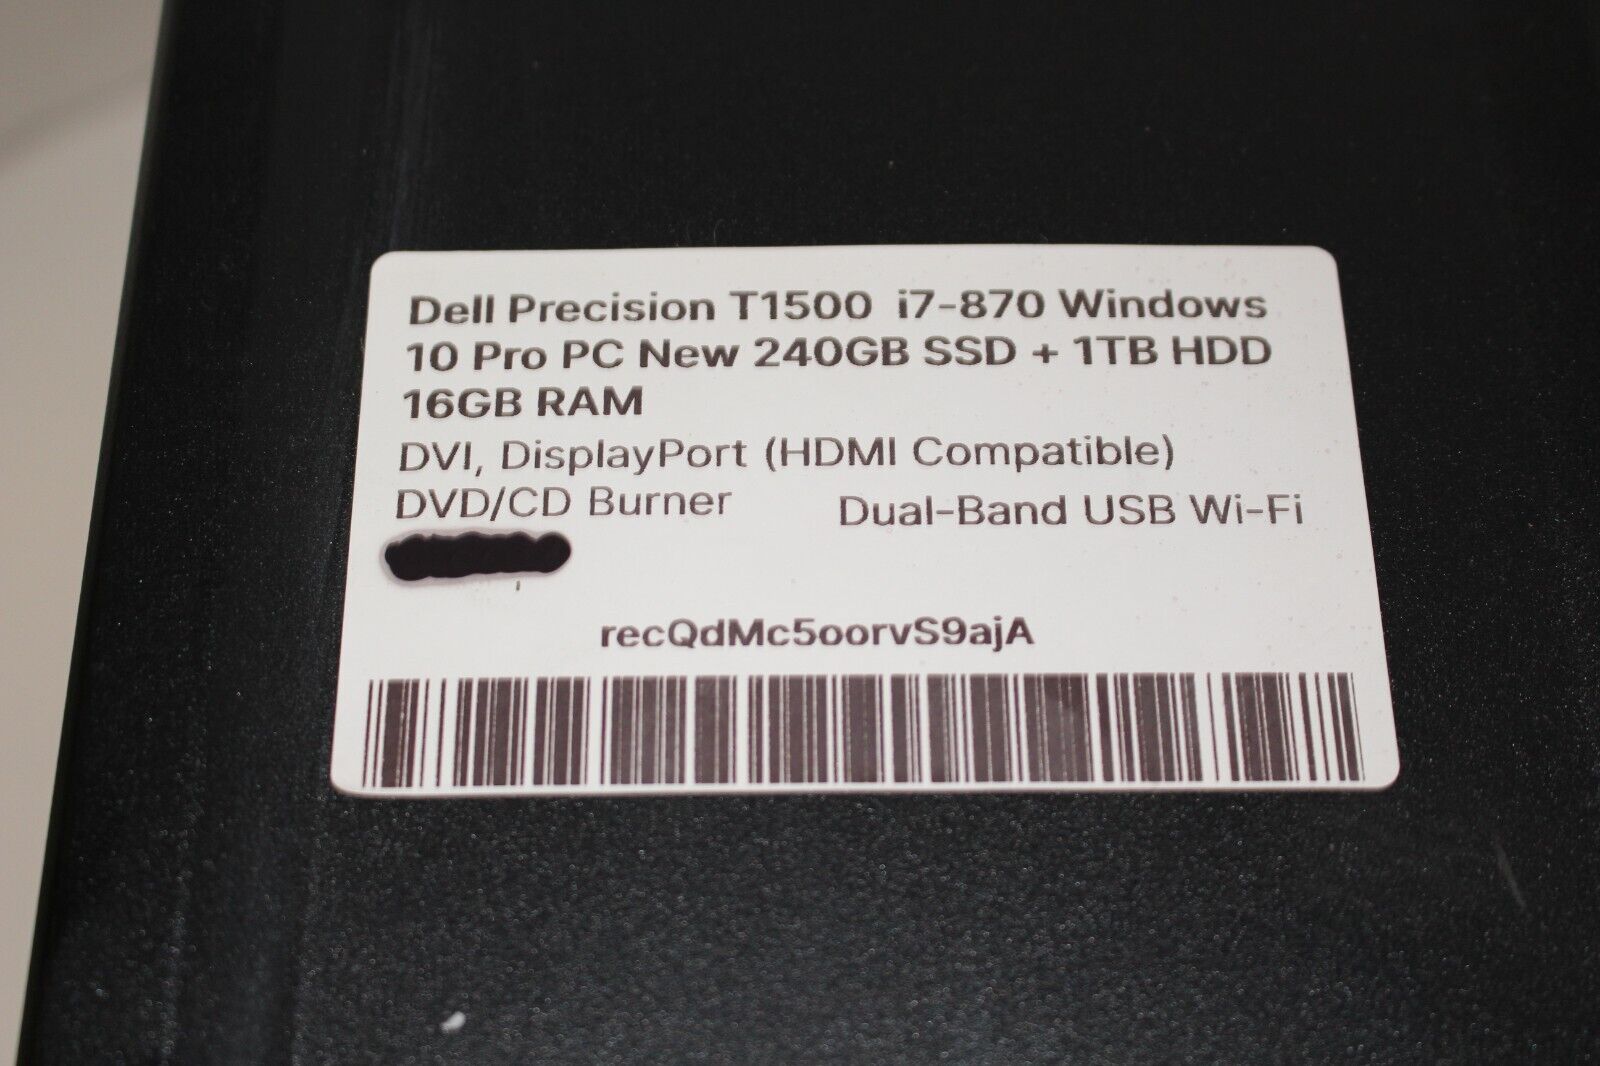 Dell Precision T1500 i7-870 Windows
10 Pro PC New 240GB SSD + 1TB HDD
16GB RAM
DVI, DisplayPort (HDMI Compatible)
DVD/CD Burner Dual-Band USB Wi-Fi
recQdMc5oorvS9ajA